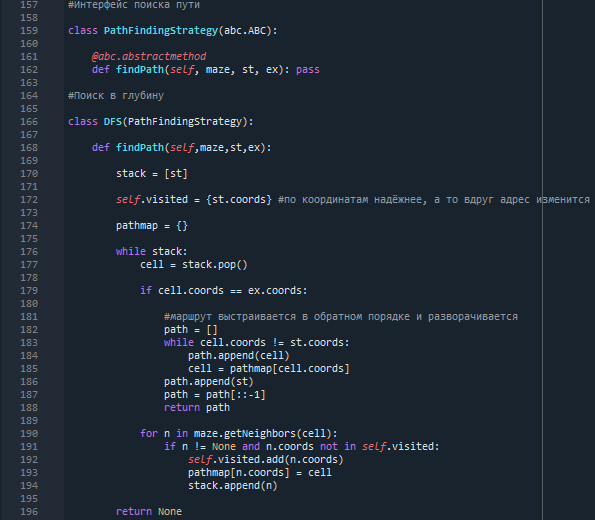 157 #Интерфейс поиска пути
158
159 class PathFindingStrategy(abc.ABC):
160
161     @abc.abstractmethod
162     def findPath(self, maze, st, ex): pass
163
164 #Поиск в глубину
165
166 class DFS(PathFindingStrategy):
167
168     def findPath(self,maze,st,ex):
169
170         stack = [st]
171
172         self.visited = {st.coords} #по координатам надёжнее, а то вдруг адрес изменится
173
174         pathmap = {}
175
176         while stack:
177             cell = stack.pop()
178
179             if cell.coords == ex.coords:
180
181                 #маршрут выстраивается в обратном порядке и разворачивается
182                 path = []
183                 while cell.coords != st.coords:
184                     path.append(cell)
185                     cell = pathmap[cell.coords]
186                 path.append(st)
187                 path = path[::-1]
188                 return path
189
190             for n in maze.getNeighbors(cell):
191                 if n != None and n.coords not in self.visited:
192                     self.visited.add(n.coords)
193                     pathmap[n.coords] = cell
194                     stack.append(n)
195
196         return None